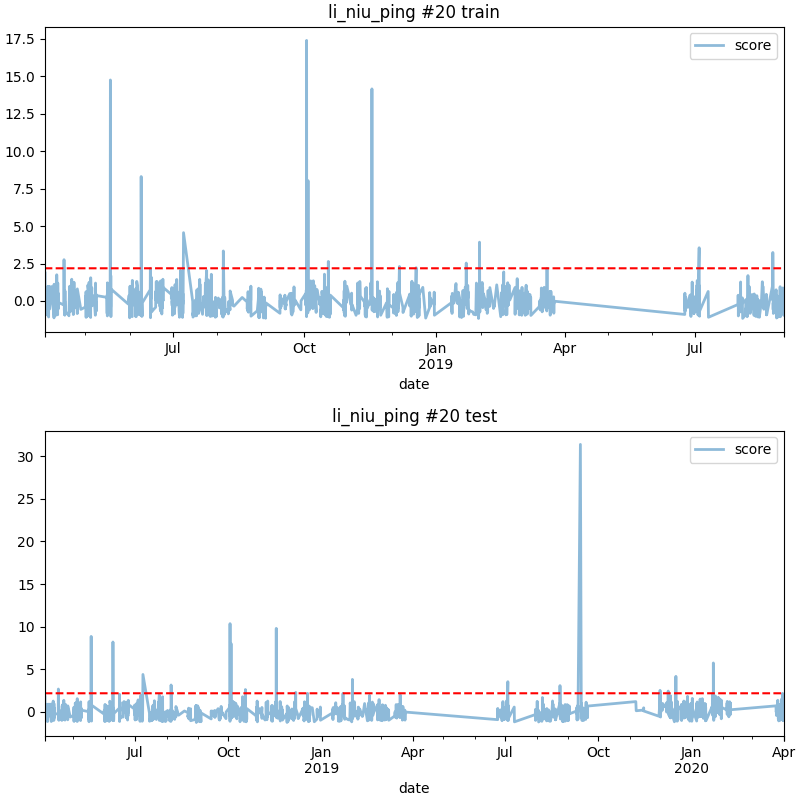 li_niu_ping #20 train
score
17.5
15.0
12.5
10.0
7.5
5.0
2.5
0.0
Jul Oct Jan Apr Jul
2019
date
li_niu_ping #20 test
score
30
25
20
15
10
5
0
Jul Oct Jan Apr Jul Oct Jan Apr
2019 2020
date